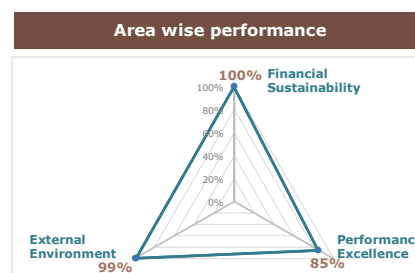 Area wise performance
100%
Financial
Sustainability
100%
80%
60%
40%
20%
0%
External
Environment
99%
Performanc
Excellence
85%